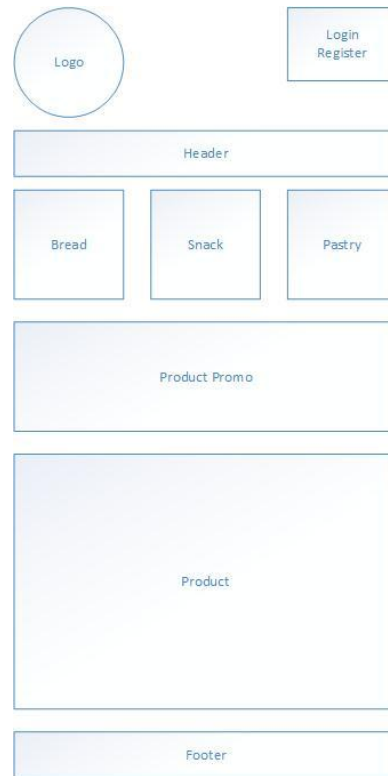 Logo
Login
Register
Header
Bread
Snack
Pastry
Product Promo
Product
Footer